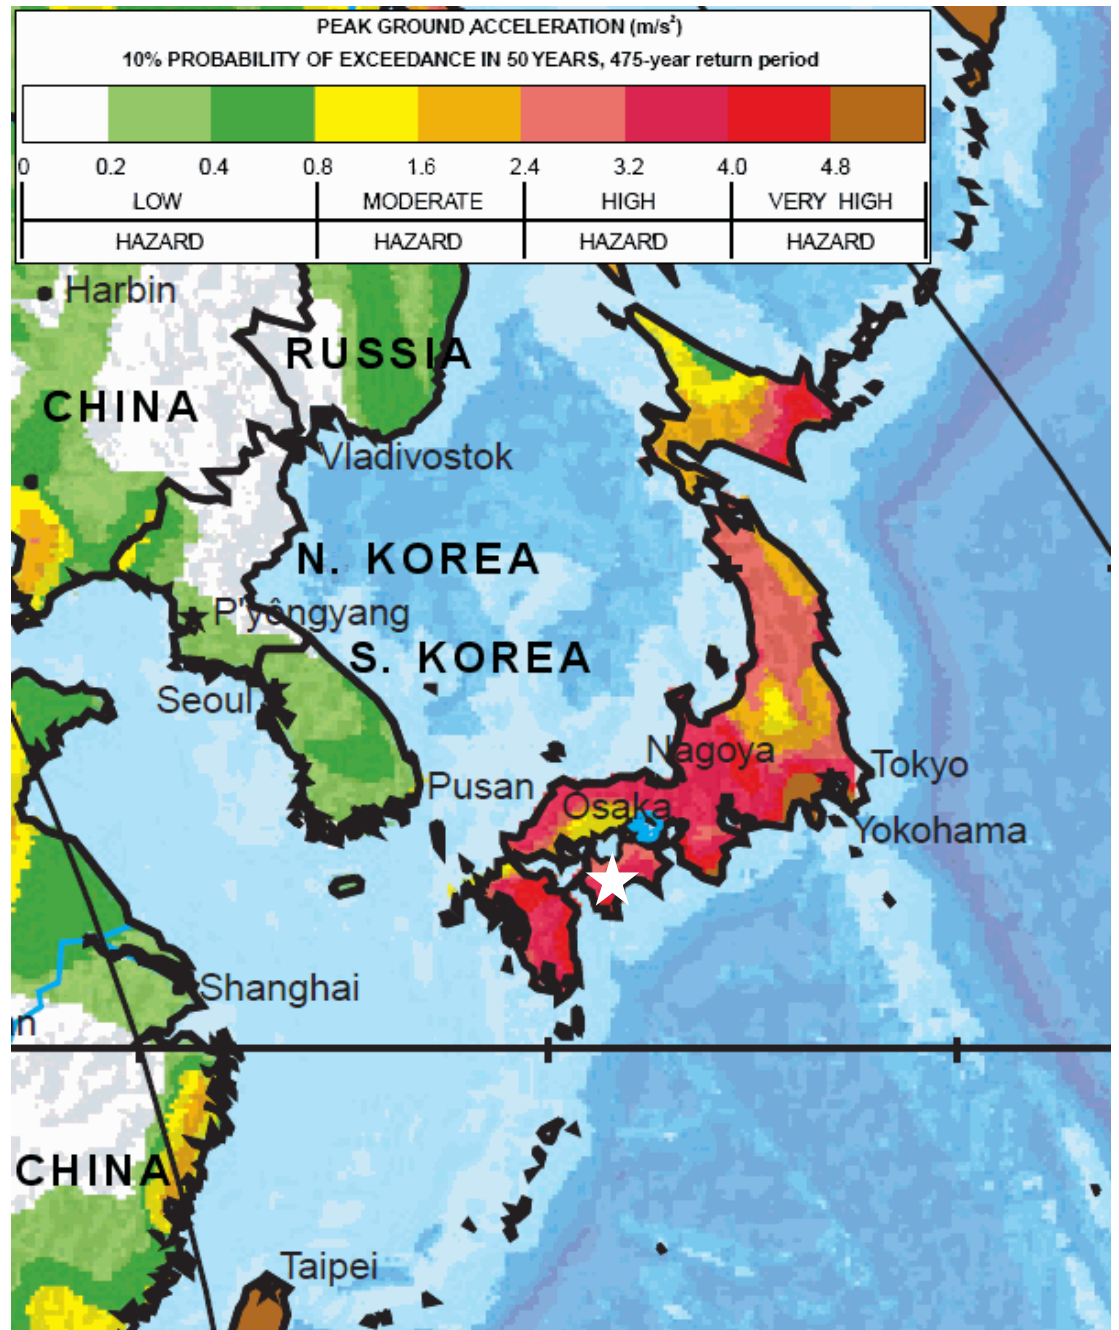 PEAK GROUND ACCELERATION (m/s²)
10% PROBABILITY OF EXCEEDANCE IN 50 YEARS, 475-year return period
0 0.2 0.4 0.8 1.6 2.4 3.2 4.0 4.8
LOW MODERATE HIGH VERY HIGH
HAZARD HAZARD HAZARD HAZARD
Harbin
RUSSIA
CHINA
Vladivostok
N. KOREA
P'yôngyang
S. KOREA
Seoul
Nagoya
Tokyo
Pusan
Osaka
Yokohama
Shanghai
n
CHINA
Taipei